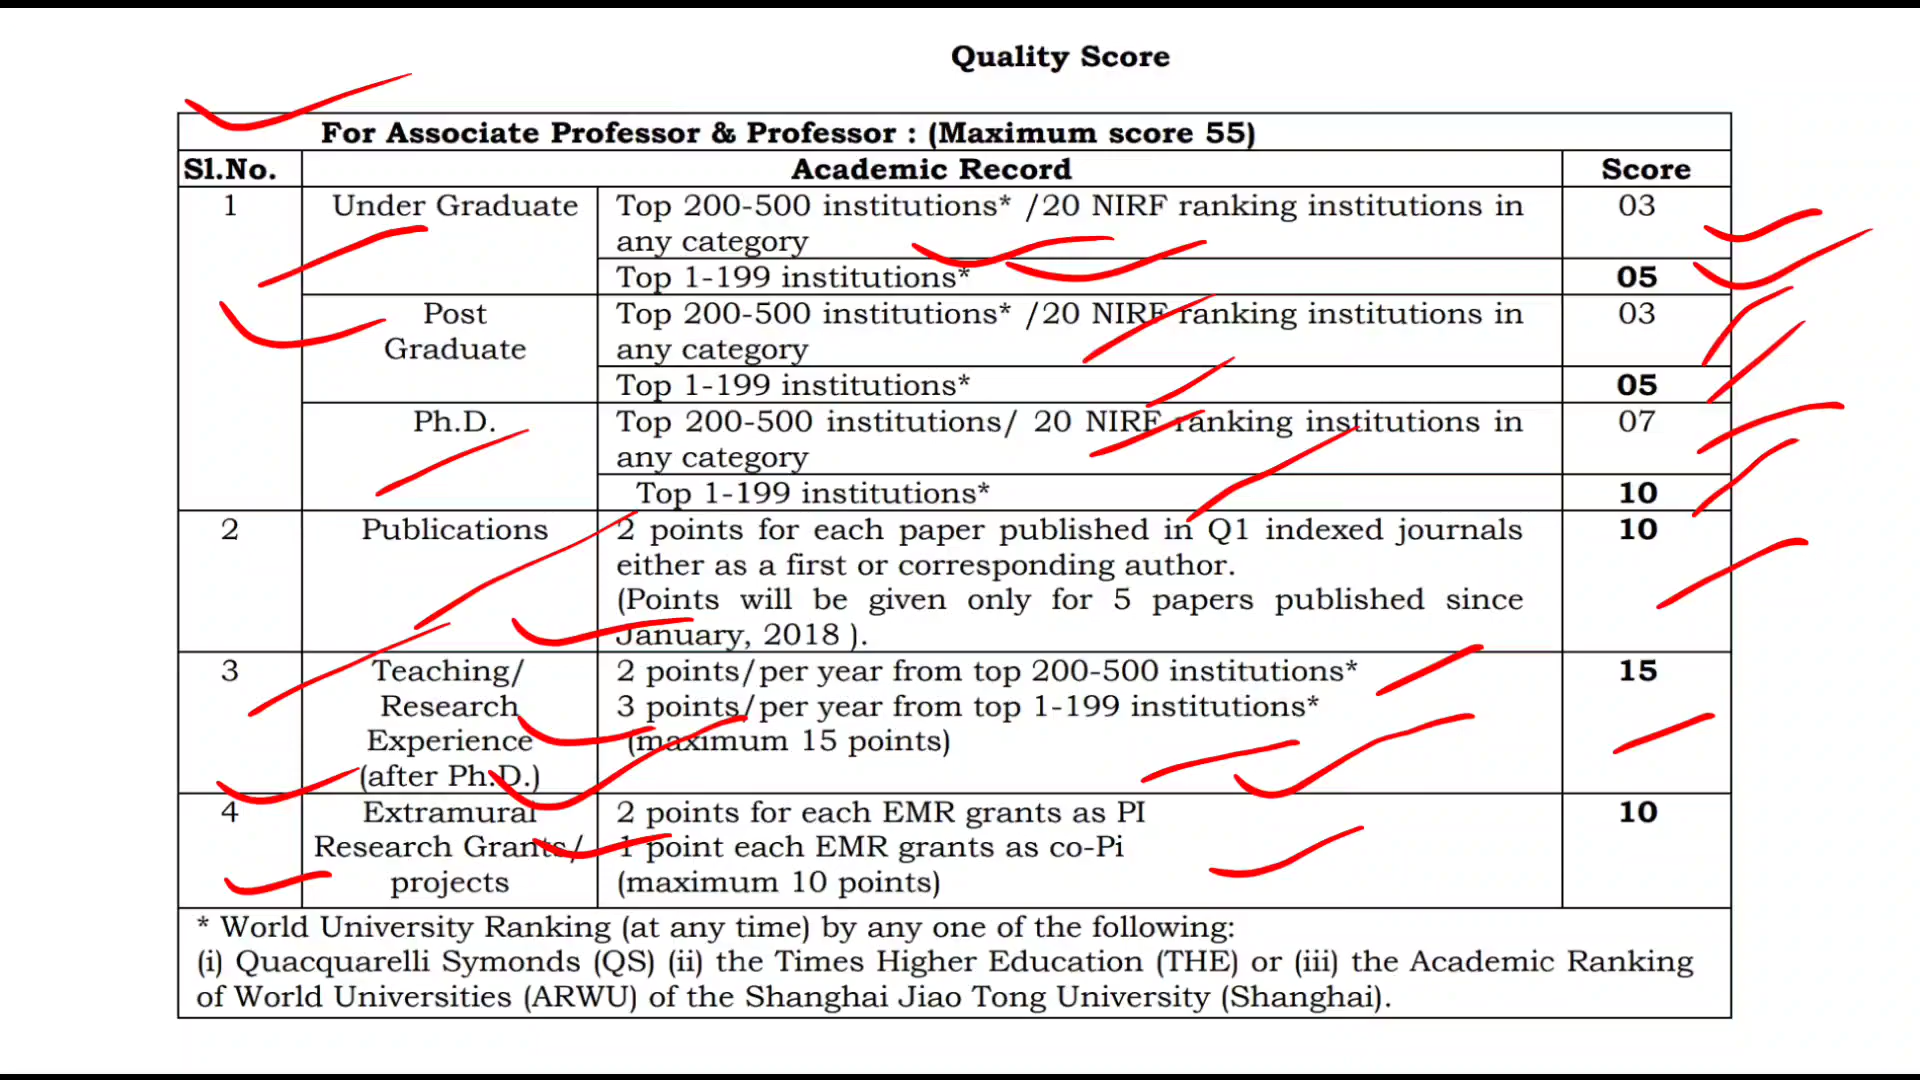 Quality Score
For Associate Professor & Professor : (Maximum score 55)
Sl.No. Academic Record Score
1 Under Graduate Top 200-500 institutions* /20 NIRF ranking institutions in 03
any category
Top 1-199 institutions* 05
Post Top 200-500 institutions* /20 NIRF ranking institutions in 03
Graduate any category
Top 1-199 institutions* 05
Ph.D. Top 200-500 institutions/ 20 NIRF ranking institutions in 07
any category
Top 1-199 institutions* 10
2 Publications 2 points for each paper published in Q1 indexed journals 10
either as a first or corresponding author.
(Points will be given only for 5 papers published since
January, 2018 ).
3 Teaching/ 2 points/per year from top 200-500 institutions* 15
Research 3 points/per year from top 1-199 institutions*
Experience (maximum 15 points)
(after Ph.D.)
4 Extramural 2 points for each EMR grants as PI 10
Research Grants/ 1 point each EMR grants as co-Pi
projects (maximum 10 points)
* World University Ranking (at any time) by any one of the following:
(i) Quacquarelli Symonds (QS) (ii) the Times Higher Education (THE) or (iii) the Academic Ranking
of World Universities (ARWU) of the Shanghai Jiao Tong University (Shanghai).